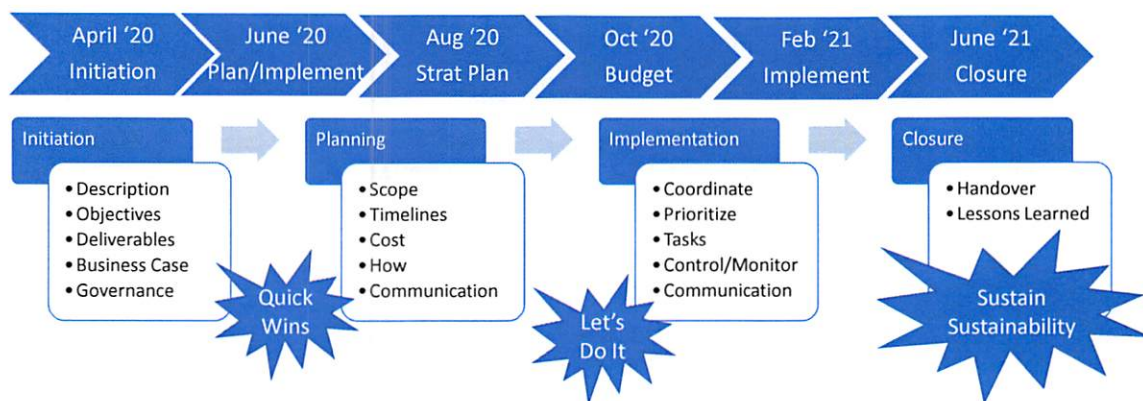 April ‘20
Initiation
June ‘20
Plan/Implement
Aug ‘20
Strat Plan
Oct ‘20
Budget
Feb ‘21
Implement
June ‘21
Closure
Initiation
• Description
• Objectives
• Deliverables
• Business Case
• Governance
Quick
Wins
Planning
• Scope
• Timelines
• Cost
• How
• Communication
Let’s
Do It
Implementation
• Coordinate
• Prioritize
• Tasks
• Control/Monitor
• Communication
Closure
• Handover
• Lessons Learned
Sustain
Sustainability